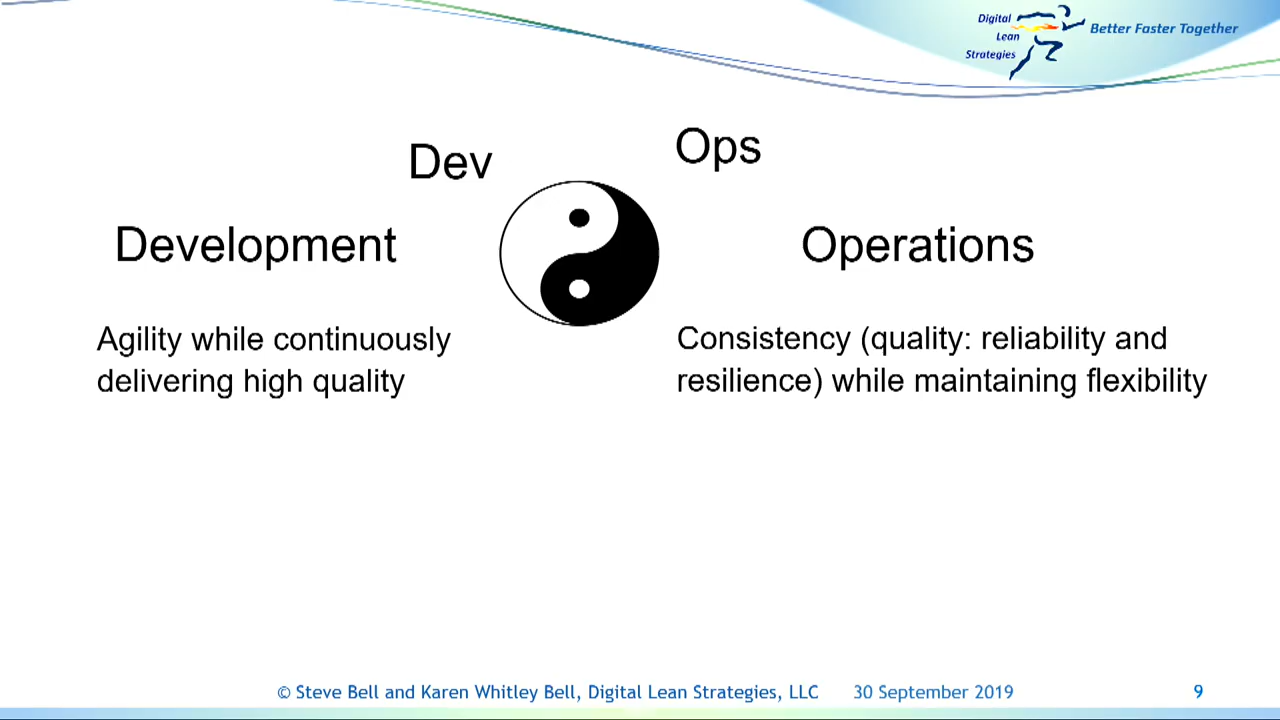 Digital
Lean
Strategies
Better Faster Together
Dev
Ops
Development
Operations
Agility while continuously
delivering high quality
Consistency (quality: reliability and
resilience) while maintaining flexibility
© Steve Bell and Karen Whitley Bell, Digital Lean Strategies, LLC
30 September 2019
9